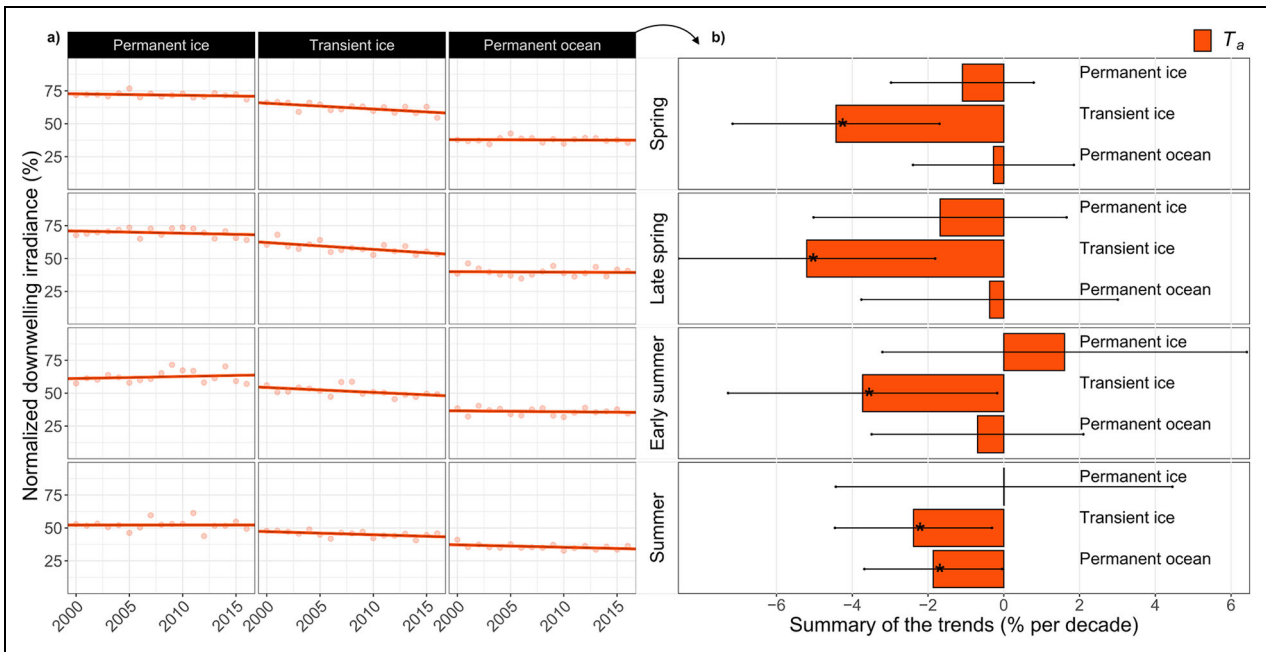 a)
Permanent ice
Transient ice
Permanent ocean
b)
Tₐ
Normalized downwelling irradiance (%)
75
50
25
Spring
Permanent ice
Transient ice
*
Permanent ocean
75
50
25
Late spring
Permanent ice
Transient ice
*
Permanent ocean
75
50
25
Early summer
Permanent ice
Transient ice
*
Permanent ocean
75
50
25
Summer
Permanent ice
Transient ice
*
Permanent ocean
*
2000 2005 2010 2015 2000 2005 2010 2015 2000 2005 2010 2015
−6 −4 −2 0 2 4 6
Summary of the trends (% per decade)